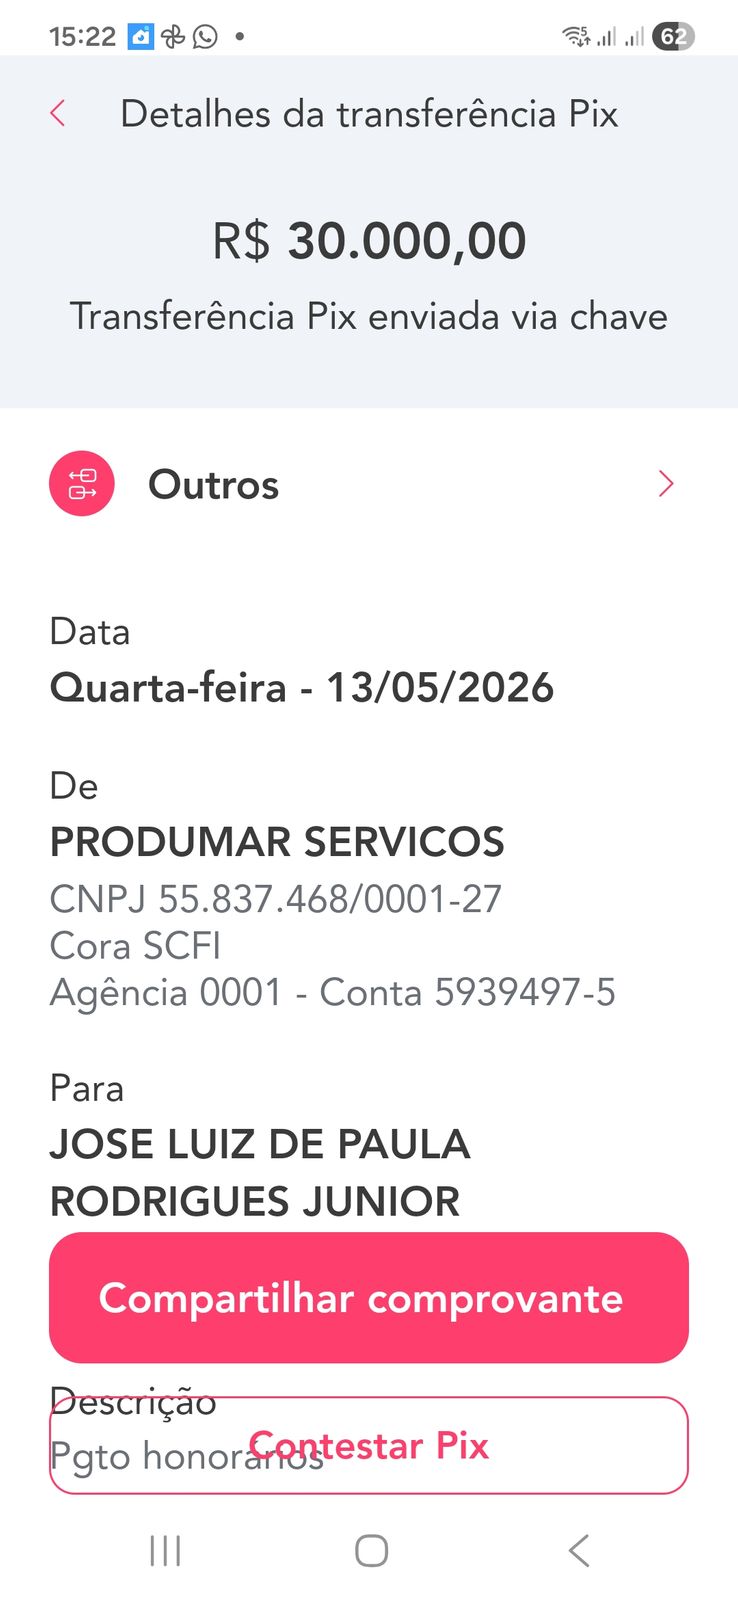 15:22
62
Detalhes da transferência Pix
R$ 30.000,00
Transferência Pix enviada via chave
Outros
Data
Quarta-feira - 13/05/2026
De
PRODUMAR SERVICOS
CNPJ 55.837.468/0001-27
Cora SCFI
Agência 0001 - Conta 5939497-5
Para
JOSE LUIZ DE PAULA
RODRIGUES JUNIOR
Compartilhar comprovante
Descrição
Pgto honorários
Contestar Pix